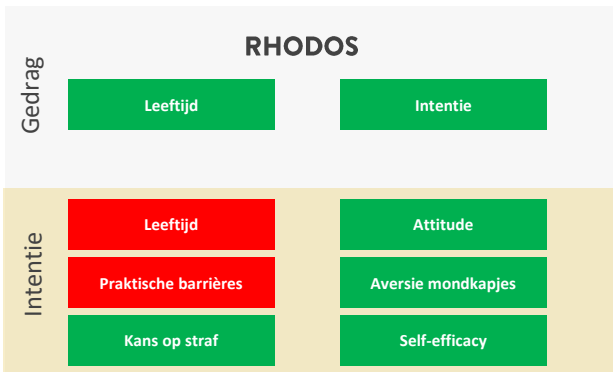 RHODOS
Gedrag
Leeftijd
Intentie
Intentie
Leeftijd
Attitude
Praktische barrières
Aversie mondkapjes
Kans op straf
Self-efficacy